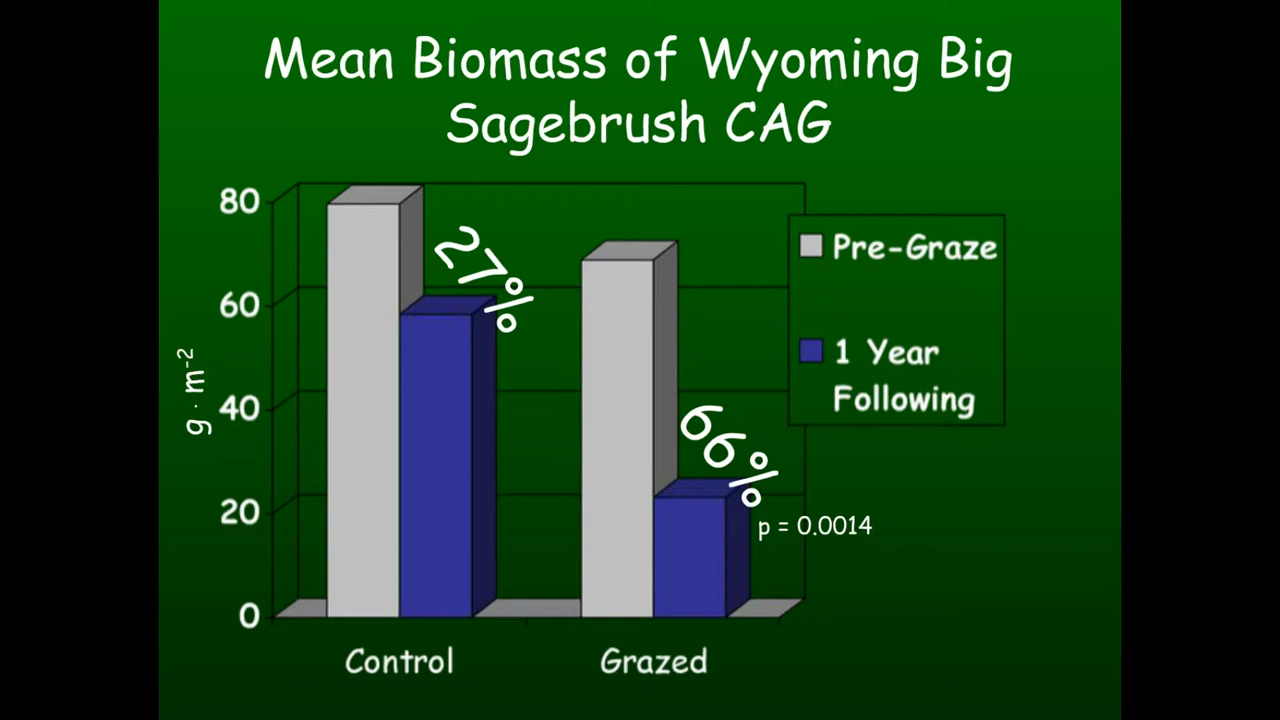 Mean Biomass of Wyoming Big
Sagebrush CAG
80
60
40
20
0
g · m-2
27%
66%
p = 0.0014
Pre-Graze
1 Year
Following
Control
Grazed